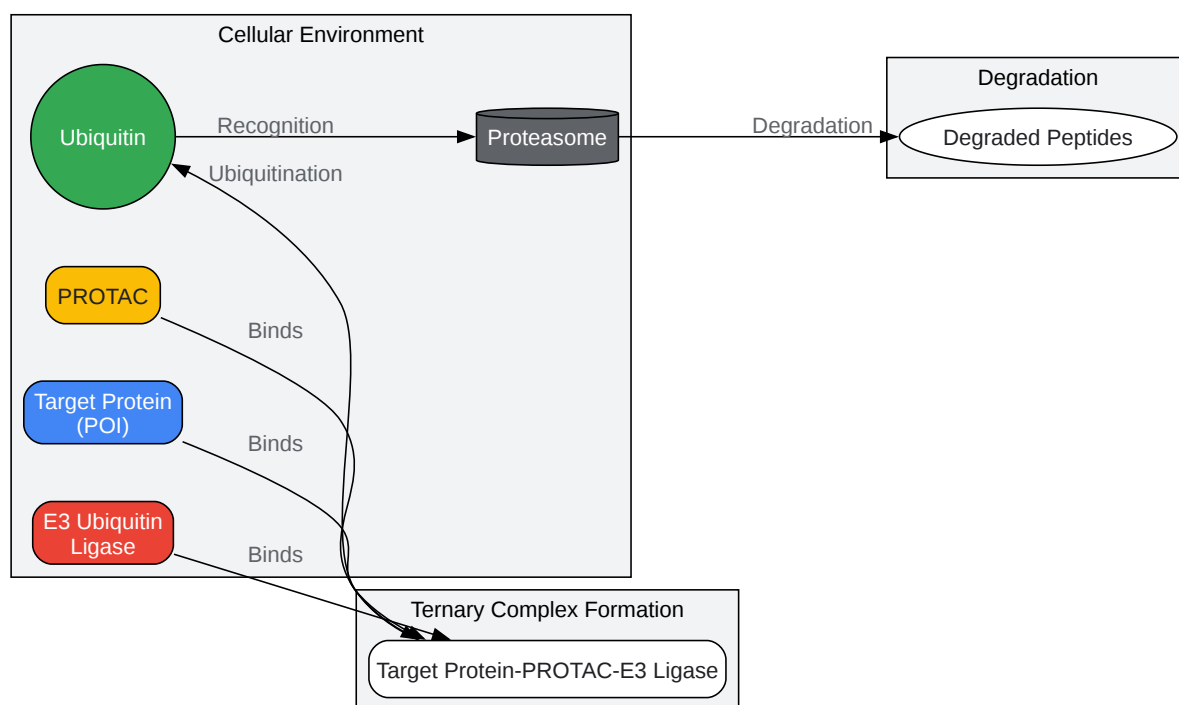 Cellular Environment
Degradation
Ubiquitin
Recognition
Proteasome
Degradation
Degraded Peptides
Ubiquitination
PROTAC
Binds
Target Protein
(POI)
Binds
E3 Ubiquitin
Ligase
Binds
Ternary Complex Formation
Target Protein-PROTAC-E3 Ligase